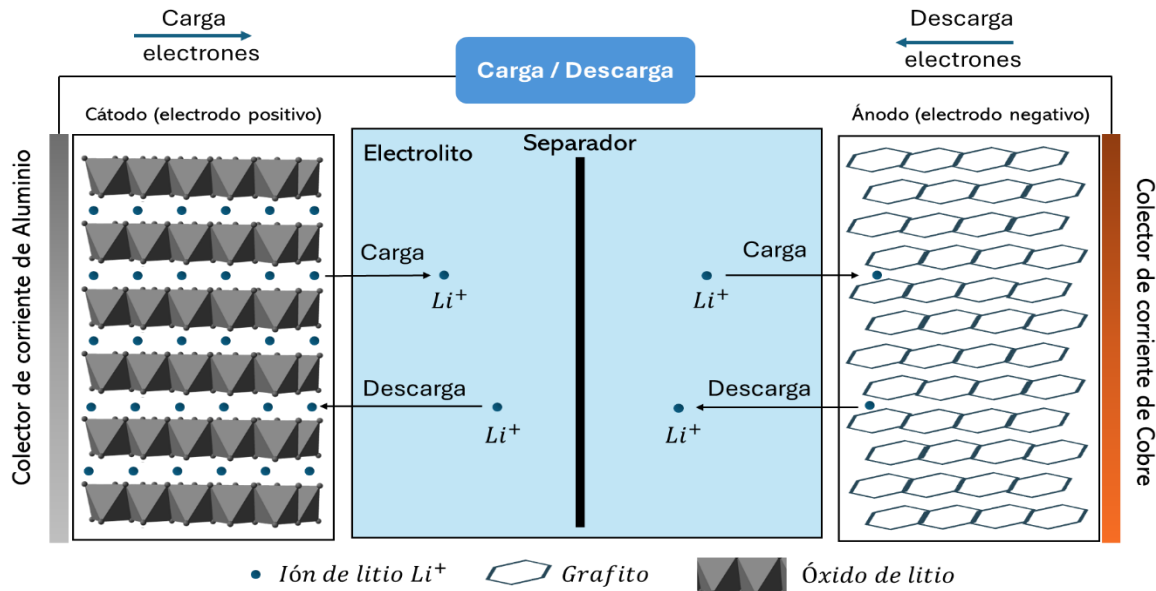 Carga
electrones
Carga / Descarga
Descarga
electrones
Cátodo (electrodo positivo)
Ánodo (electrodo negativo)
Colector de corriente de Aluminio
Electrolito
Separador
Carga
Li⁺
Carga
Li⁺
Descarga
Li⁺
Descarga
Li⁺
Colector de corriente de Cobre
Ión de litio Li⁺
Grafito
Óxido de litio